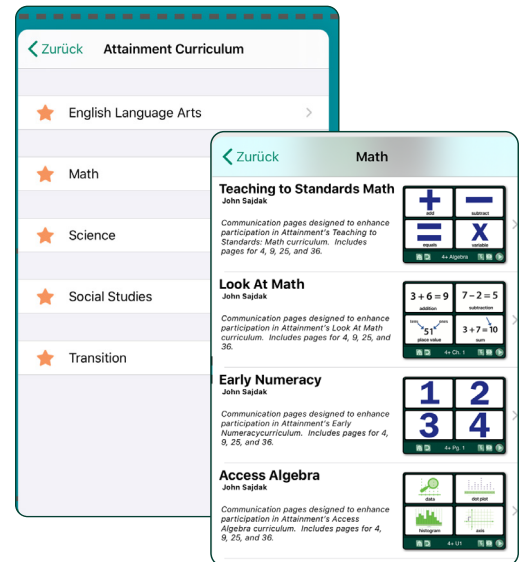 Zurück Attainment Curriculum
English Language Arts
Math
Science
Social Studies
Transition
Zurück Math
Teaching to Standards Math
John Sajdak
Communication pages designed to enhance
participation in Attainment's Teaching to
Standards: Math curriculum. Includes
pages for 4, 9, 25, and 36.
+ −
add subtract
= X
equals variable
4+ Algebra
Look At Math
John Sajdak
Communication pages designed to enhance
participation in Attainment's Look At Math
curriculum. Includes pages for 4, 9, 25, and
36.
3 + 6 = 9 7 − 2 = 5
addition subtraction
51 3 + 7 = 10
place value sum
4+ Ch. 1
Early Numeracy
John Sajdak
Communication pages designed to enhance
participation in Attainment's Early
Numeracycurriculum. Includes pages for 4,
9, 25, and 36.
1 2
3 4
4+ Pg. 1
Access Algebra
John Sajdak
Communication pages designed to enhance
participation in Attainment's Access
Algebra curriculum. Includes pages for 4,
9, 25, and 36.
data dot plot
histogram axis
4+ U1